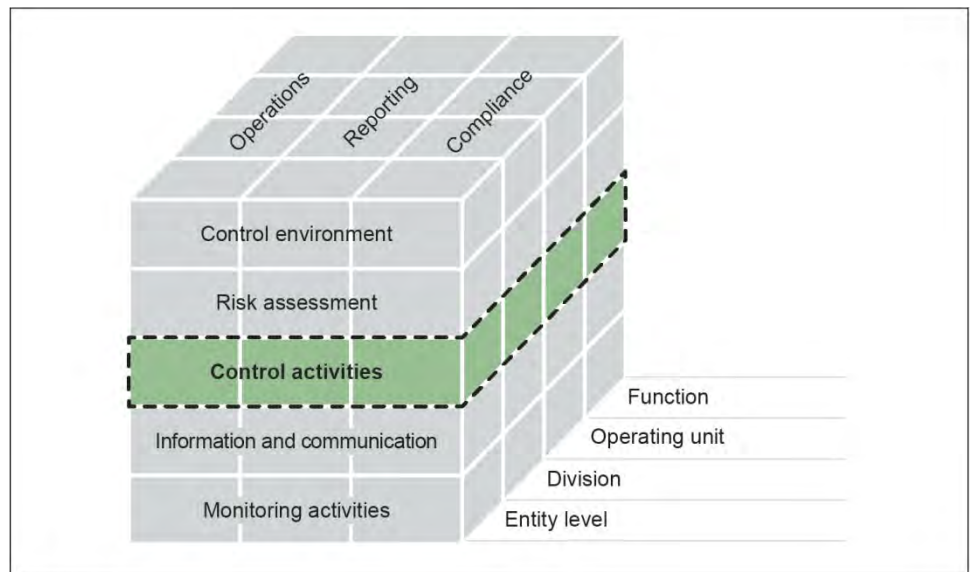 Operations
Reporting
Compliance
Control environment
Risk assessment
Control activities
Information and communication
Monitoring activities
Function
Operating unit
Division
Entity level